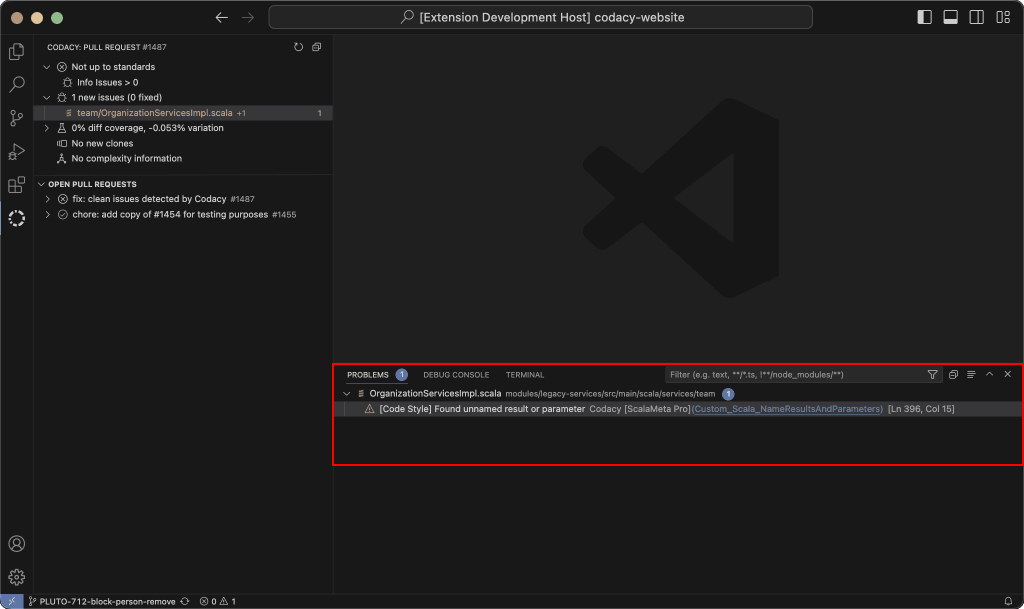 [Extension Development Host] codacy-website
CODACY: PULL REQUEST #1487
Not up to standards
Info Issues > 0
1 new issues (0 fixed)
team/OrganizationServicesImpl.scala +1 1
0% diff coverage, -0.053% variation
No new clones
No complexity information
OPEN PULL REQUESTS
fix: clean issues detected by Codacy #1487
chore: add copy of #1454 for testing purposes #1455
PROBLEMS 1 DEBUG CONSOLE TERMINAL Filter (e.g. text, **/*.ts, !**/node_modules/**)
OrganizationServicesImpl.scala modules/legacy-services/src/main/scala/services/team 1
[Code Style] Found unnamed result or parameter Codacy [ScalaMeta Pro](Custom_Scala_NameResultsAndParameters) [Ln 396, Col 15]
PLUTO-712-block-person-remove 0 1